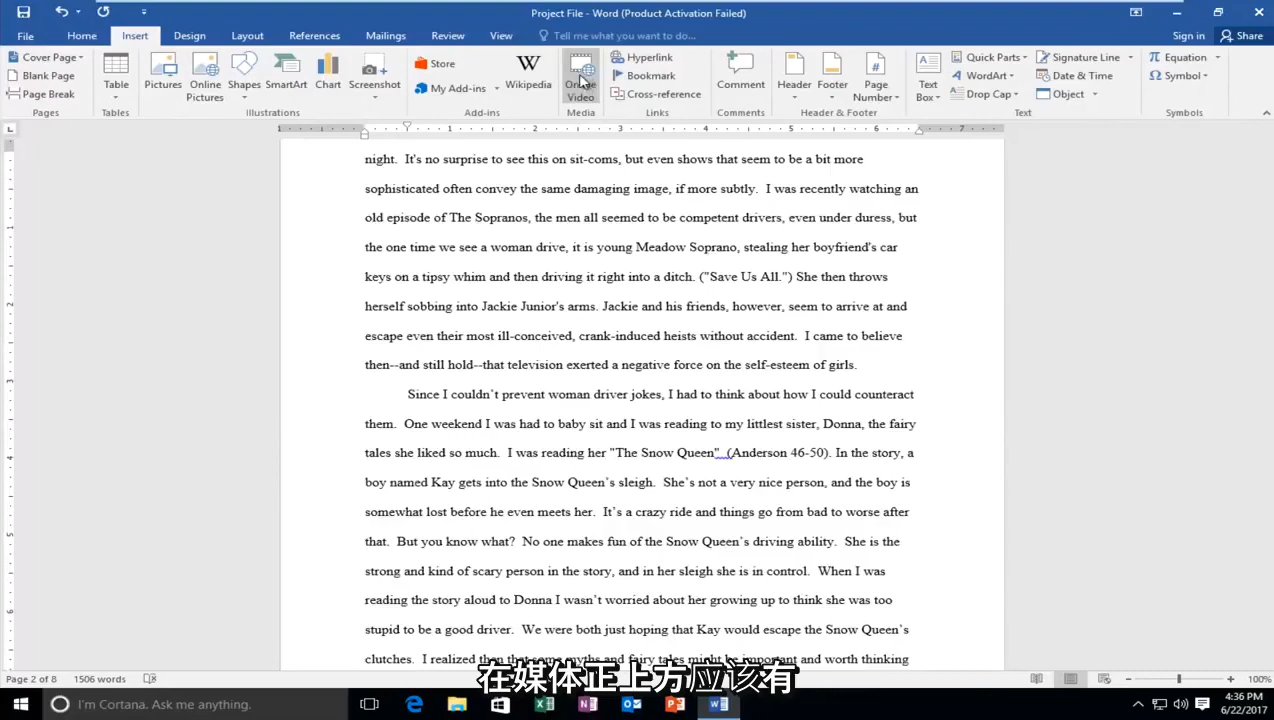 Project File - Word (Product Activation Failed)
File Home Insert Design Layout References Mailings Review View Tell me what you want to do... Sign in Share
Cover Page
Blank Page
Page Break
Pages
Table
Tables
Pictures
Online Pictures
Shapes
SmartArt
Chart
Screenshot
Illustrations
Store
My Add-ins
Wikipedia
Add-ins
Online Video
Media
Hyperlink
Bookmark
Cross-reference
Links
Comment
Comments
Header
Footer
Page Number
Header & Footer
Text Box
Quick Parts
WordArt
Drop Cap
Signature Line
Date & Time
Object
Text
Equation
Symbol
Symbols
1 1 2 3 4 5 6 7
night. It's no surprise to see this on sit-coms, but even shows that seem to be a bit more
sophisticated often convey the same damaging image, if more subtly. I was recently watching an
old episode of The Sopranos, the men all seemed to be competent drivers, even under duress, but
the one time we see a woman drive, it is young Meadow Soprano, stealing her boyfriend's car
keys on a tipsy whim and then driving it right into a ditch. ("Save Us All.") She then throws
herself sobbing into Jackie Junior's arms. Jackie and his friends, however, seem to arrive at and
escape even their most ill-conceived, crank-induced heists without accident. I came to believe
then--and still hold--that television exerted a negative force on the self-esteem of girls.
Since I couldn't prevent woman driver jokes, I had to think about how I could counteract
them. One weekend I was had to baby sit and I was reading to my littlest sister, Donna, the fairy
tales she liked so much. I was reading her "The Snow Queen" (Anderson 46-50). In the story, a
boy named Kay gets into the Snow Queen's sleigh. She's not a very nice person, and the boy is
somewhat lost before he even meets her. It's a crazy ride and things go from bad to worse after
that. But you know what? No one makes fun of the Snow Queen's driving ability. She is the
strong and kind of scary person in the story, and in her sleigh she is in control. When I was
reading the story aloud to Donna I wasn't worried about her growing up to think she was too
stupid to be a good driver. We were both just hoping that Kay would escape the Snow Queen's
clutches. I realized then that some myths and fairy tales might be important and worth thinking
在媒体正上方应该有
Page 2 of 8 1506 words 100%
I'm Cortana. Ask me anything.
4:36 PM
6/22/2017